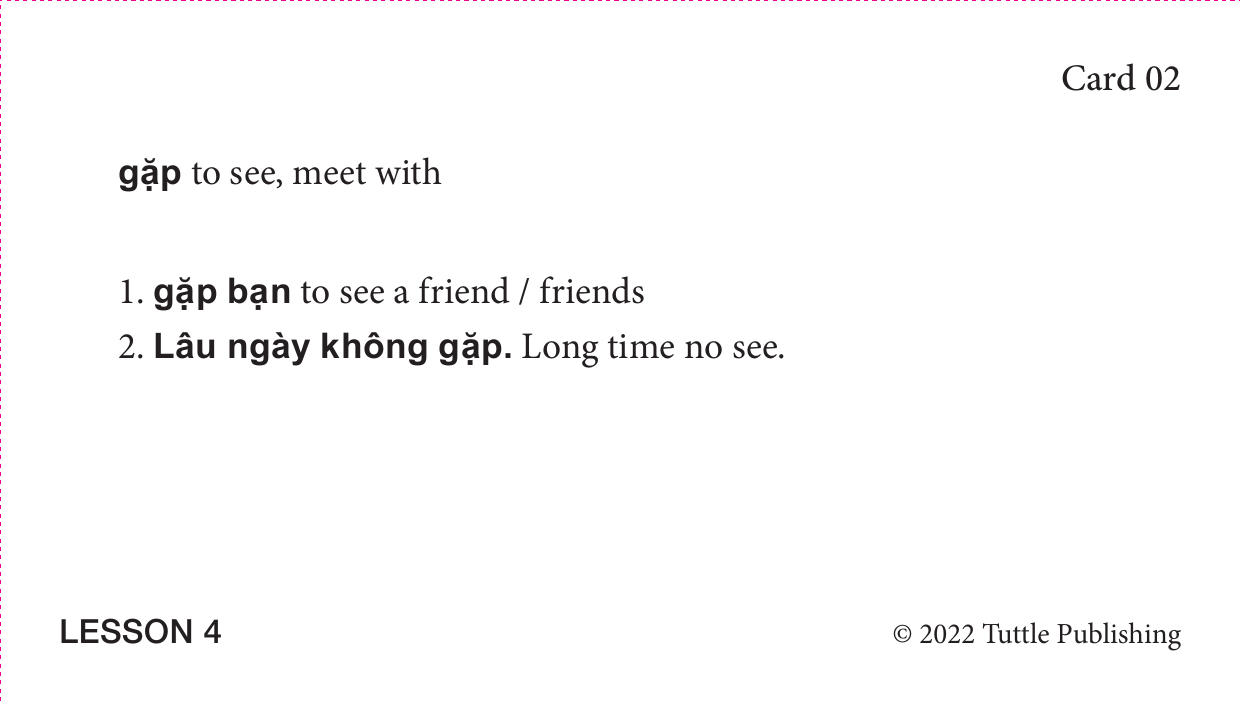 Card 02
gặp to see, meet with
1. gặp bạn to see a friend / friends
2. Lâu ngày không gặp. Long time no see.
LESSON 4
© 2022 Tuttle Publishing